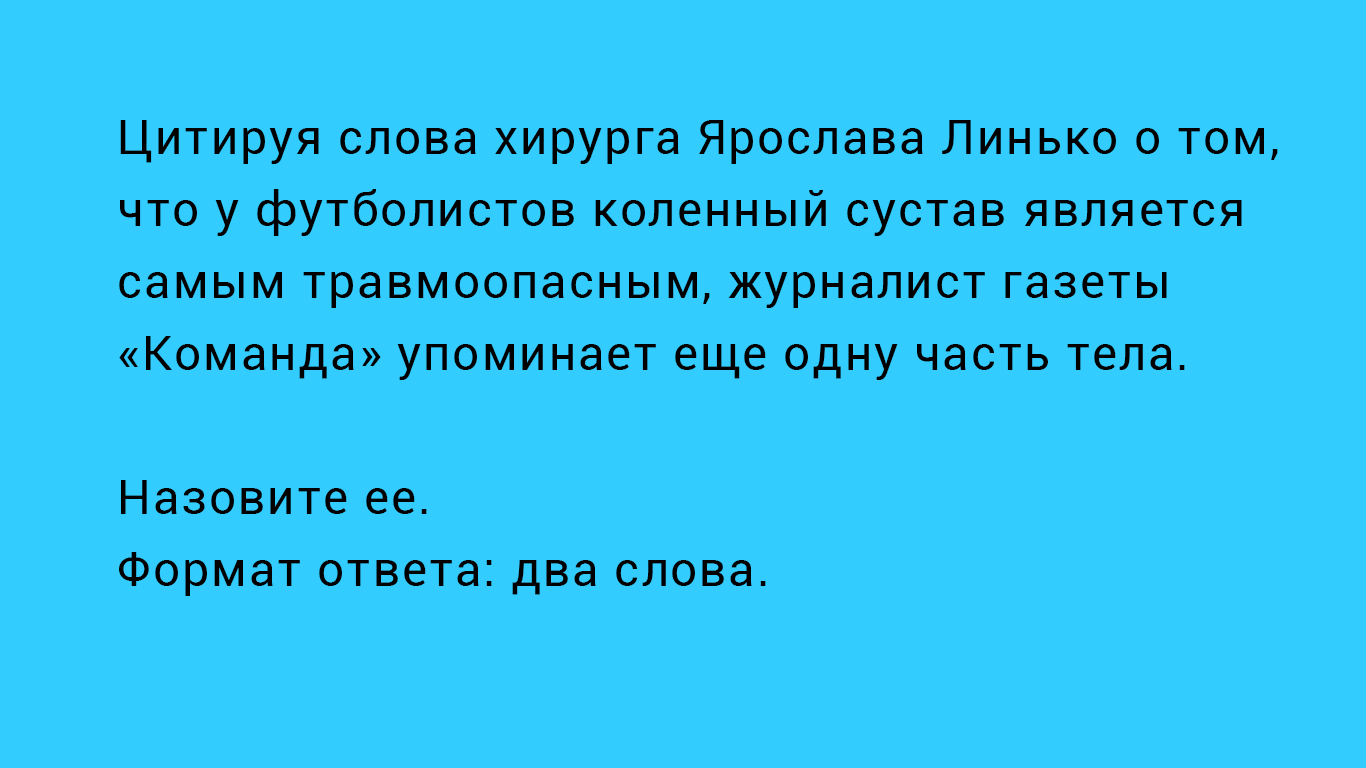 Цитируя слова хирурга Ярослава Линько о том,
что у футболистов коленный сустав является
самым травмоопасным, журналист газеты
«Команда» упоминает еще одну часть тела.
Назовите ее.
Формат ответа: два слова.